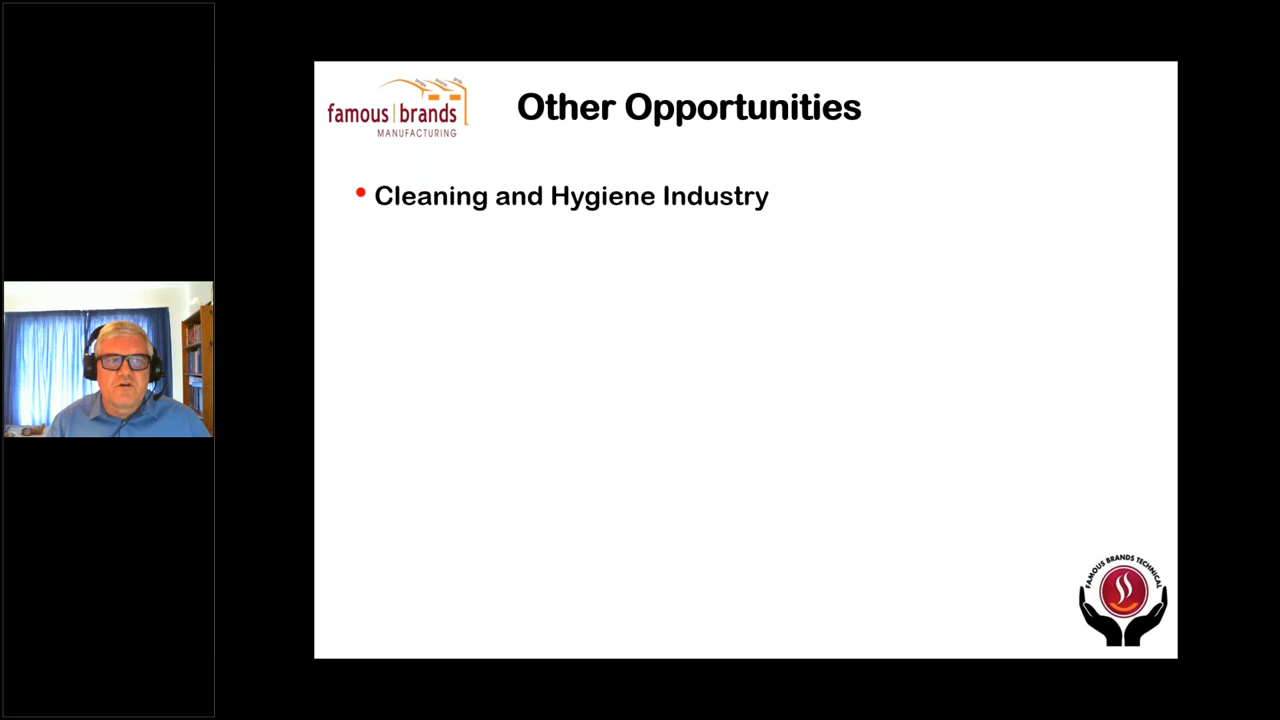 Other Opportunities
famous|brands
MANUFACTURING
• Cleaning and Hygiene Industry
FAMOUS BRANDS TECHNICAL